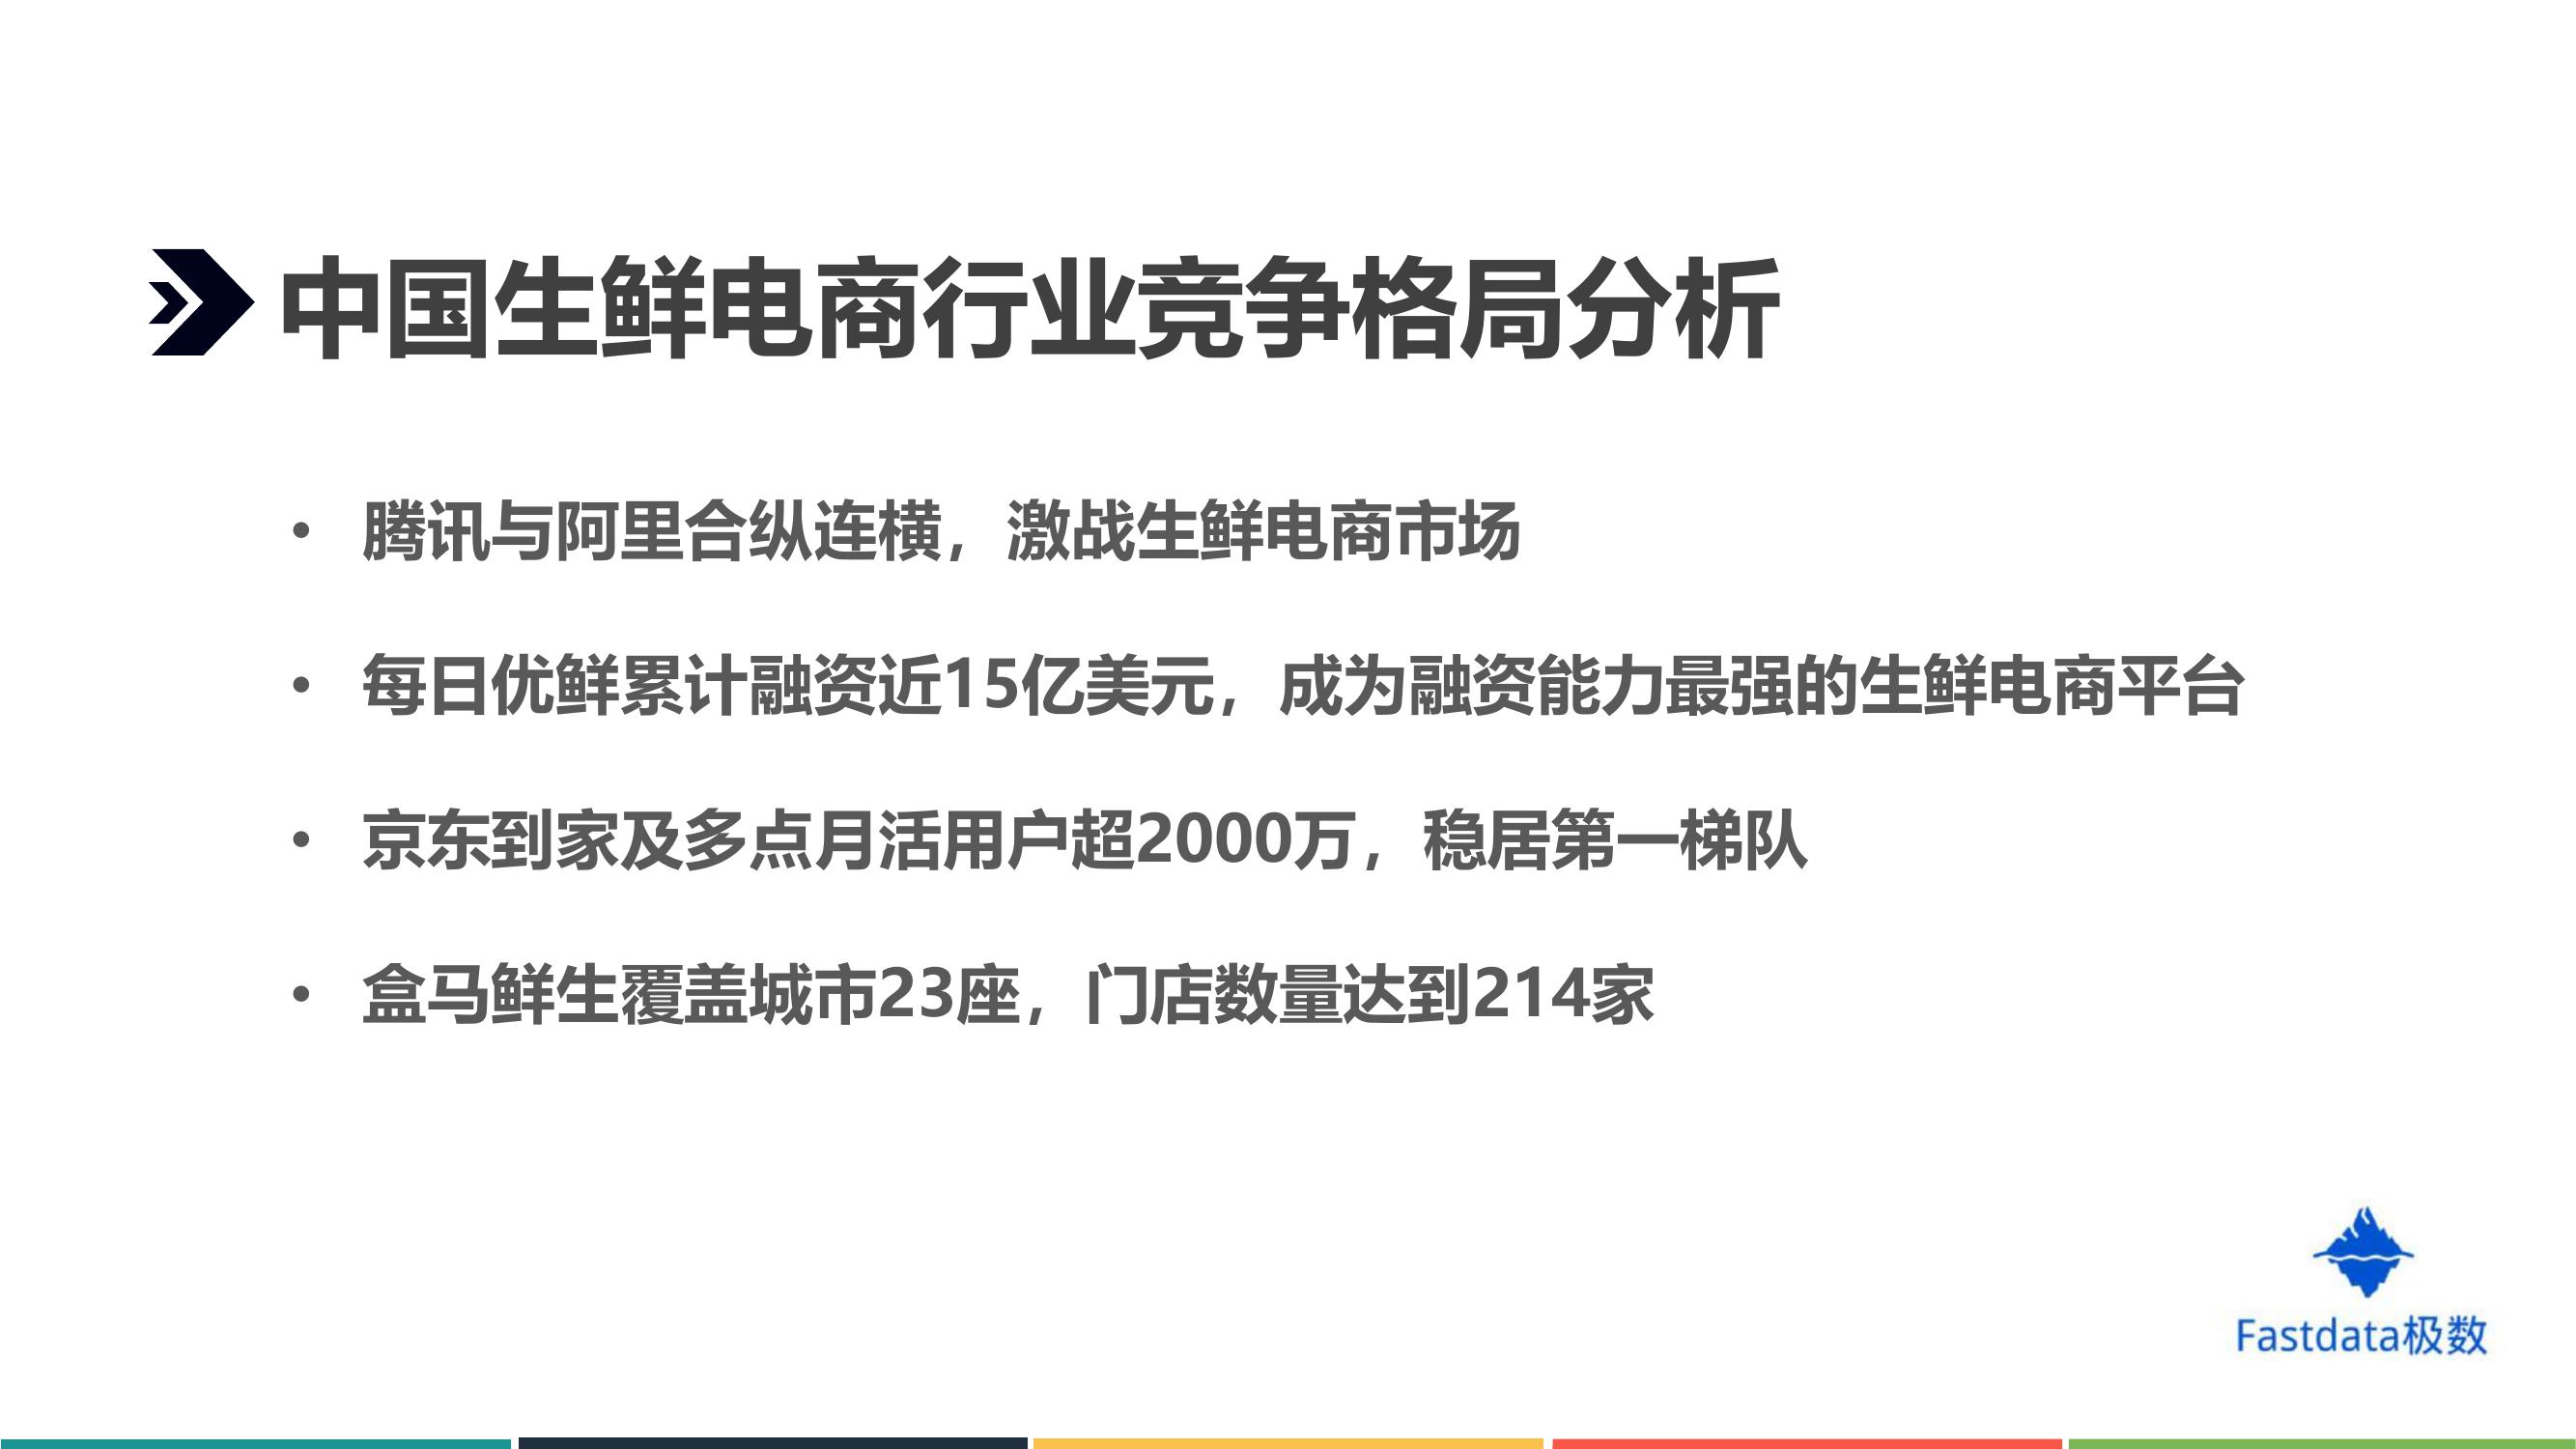 中国生鲜电商行业竞争格局分析
• 腾讯与阿里合纵连横，激战生鲜电商市场
• 每日优鲜累计融资近15亿美元，成为融资能力最强的生鲜电商平台
• 京东到家及多点月活用户超2000万，稳居第一梯队
• 盒马鲜生覆盖城市23座，门店数量达到214家
Fastdata极数